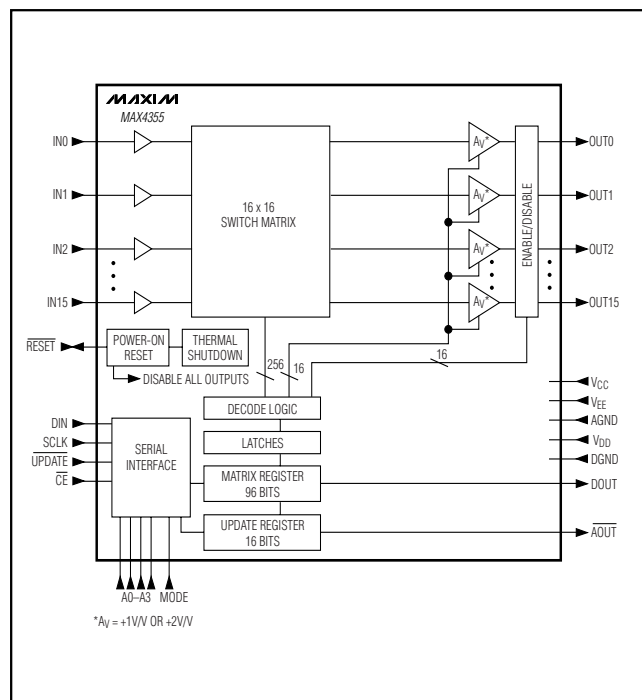 MAXIM
MAX4355
IN0
IN1
IN2
IN15
16 x 16
SWITCH MATRIX
AV*
AV*
AV*
AV*
ENABLE/DISABLE
OUT0
OUT1
OUT2
OUT15
RESET
POWER-ON
RESET
THERMAL
SHUTDOWN
DISABLE ALL OUTPUTS
256
16
16
DECODE LOGIC
LATCHES
MATRIX REGISTER
96 BITS
UPDATE REGISTER
16 BITS
DIN
SCLK
UPDATE
CE
SERIAL
INTERFACE
VCC
VEE
AGND
VDD
DGND
DOUT
AOUT
A0–A3
MODE
*AV = +1V/V OR +2V/V